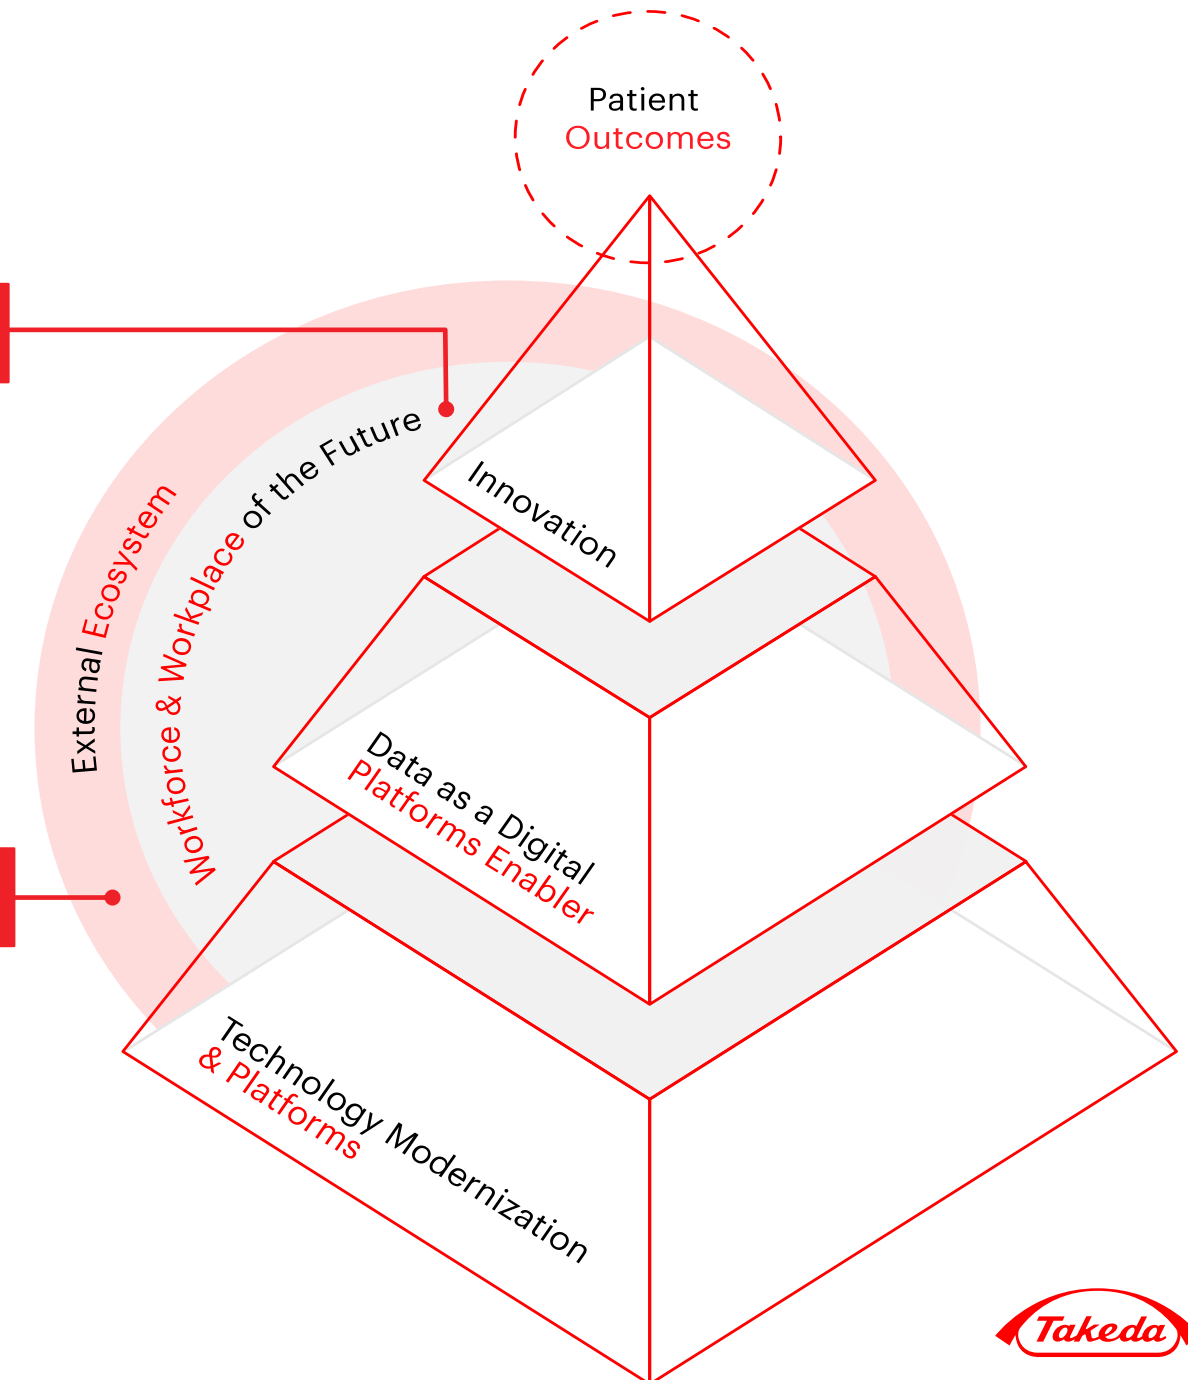 Patient
Outcomes
External Ecosystem
Workforce & Workplace of the Future
Innovation
Data as a Digital
Platforms Enabler
Technology Modernization
& Platforms
Takeda